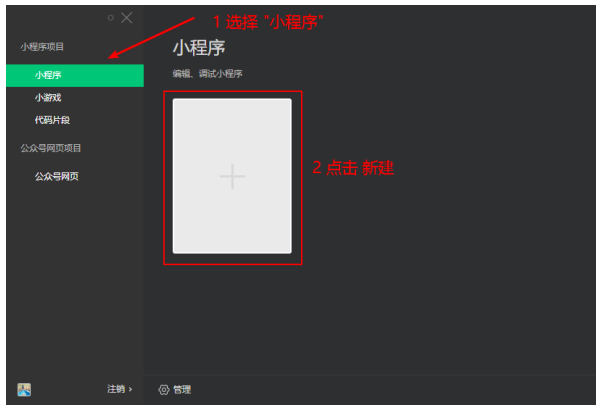 1 选择 "小程序"
小程序项目
小程序
小程序
编辑、调试小程序
小游戏
代码片段
公众号网页项目
公众号网页
2 点击 新建
注销 ›
管理